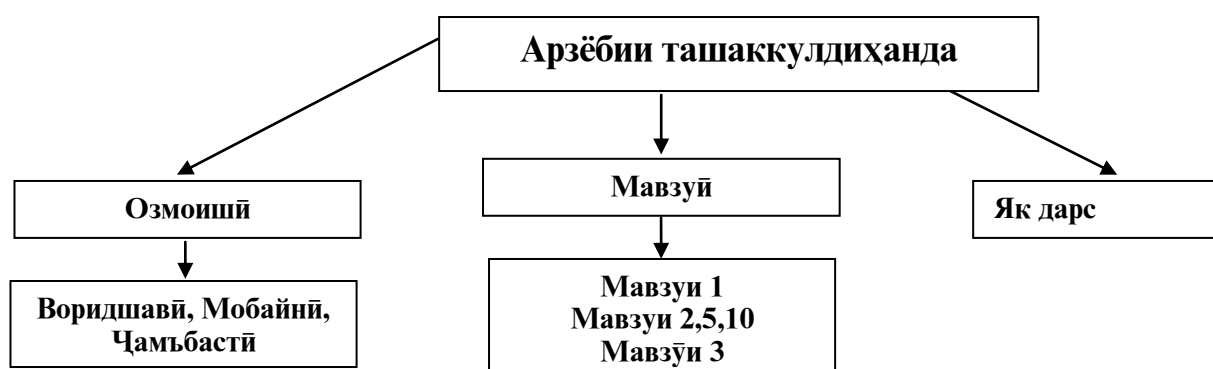 Арзёбии ташаккулдиҳанда
Озмоишӣ
Мавзуӣ
Як дарс
Воридшавӣ, Мобайнӣ,
Ҷамъбастӣ
Мавзуи 1
Мавзуи 2,5,10
Мавзӯи 3